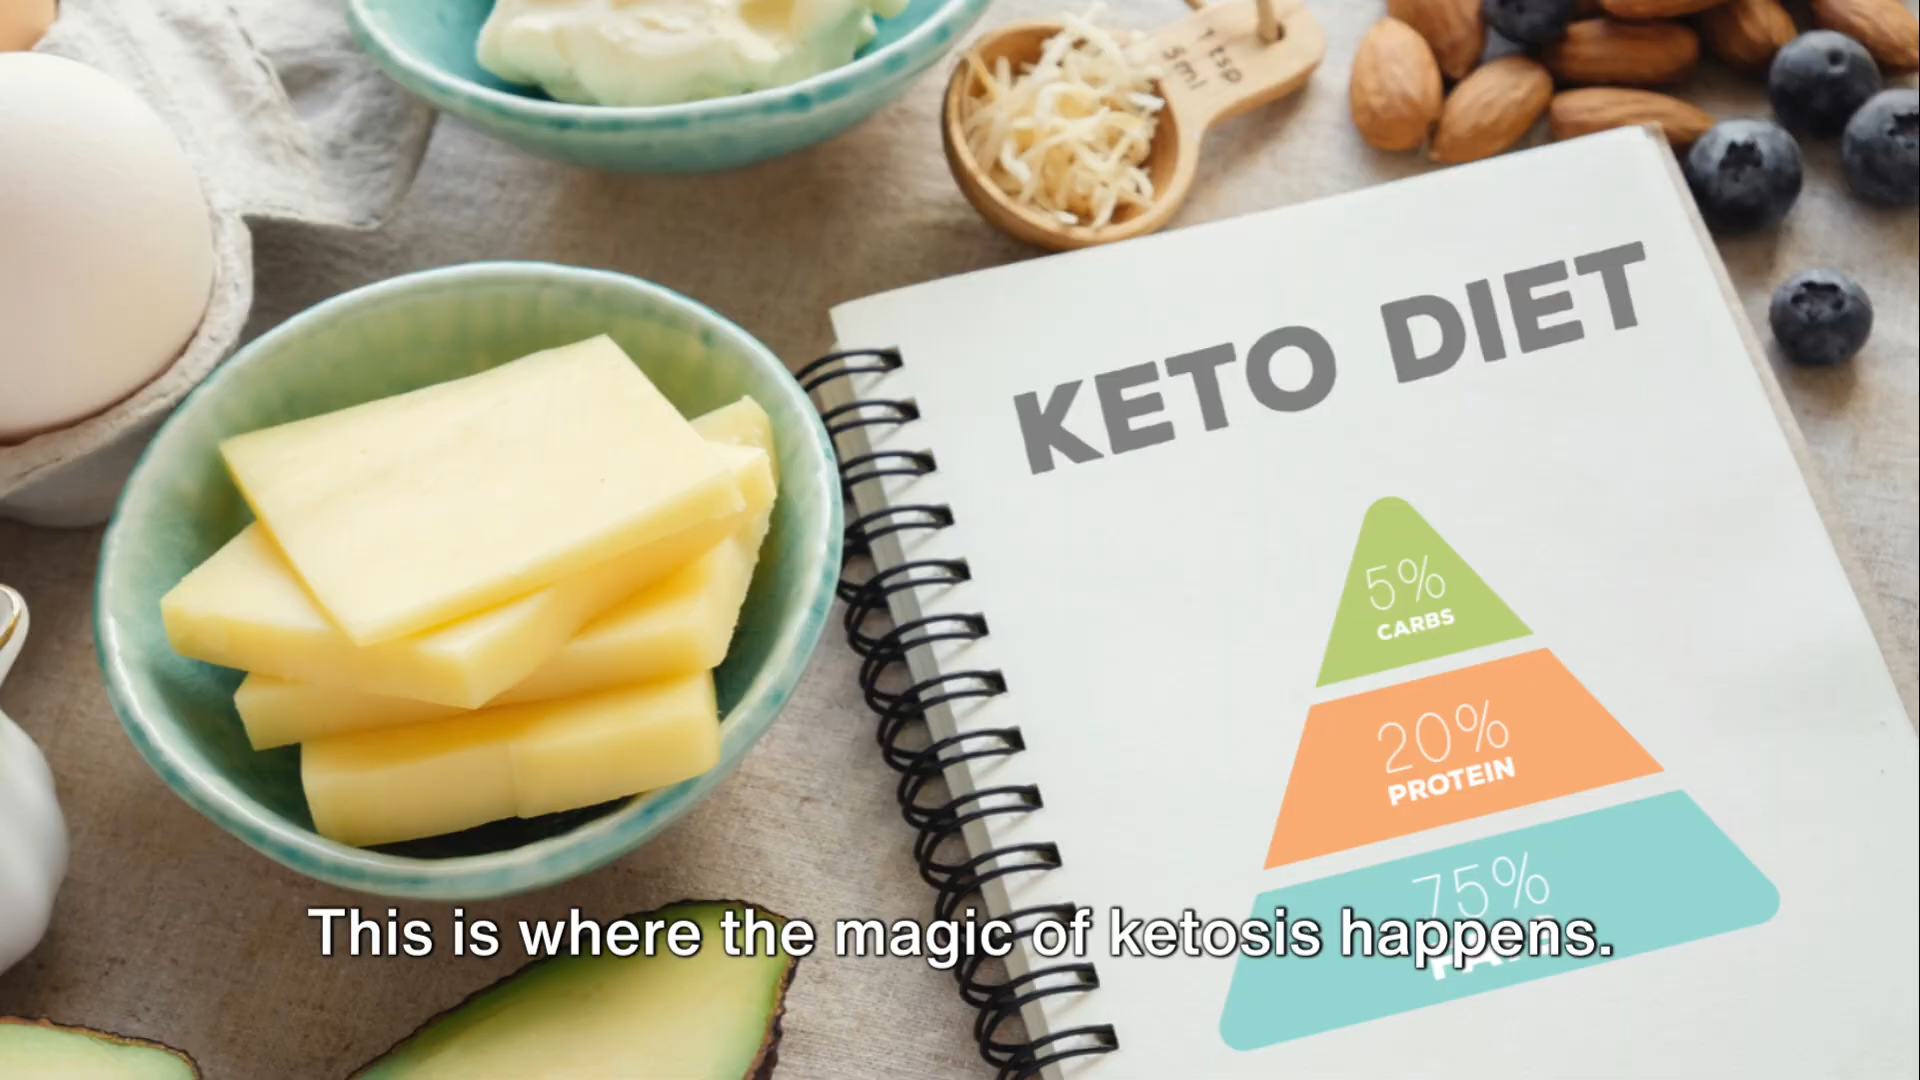 1 tsp
5ml
KETO DIET
5%
CARBS
20%
PROTEIN
75%
This is where the magic of ketosis happens.